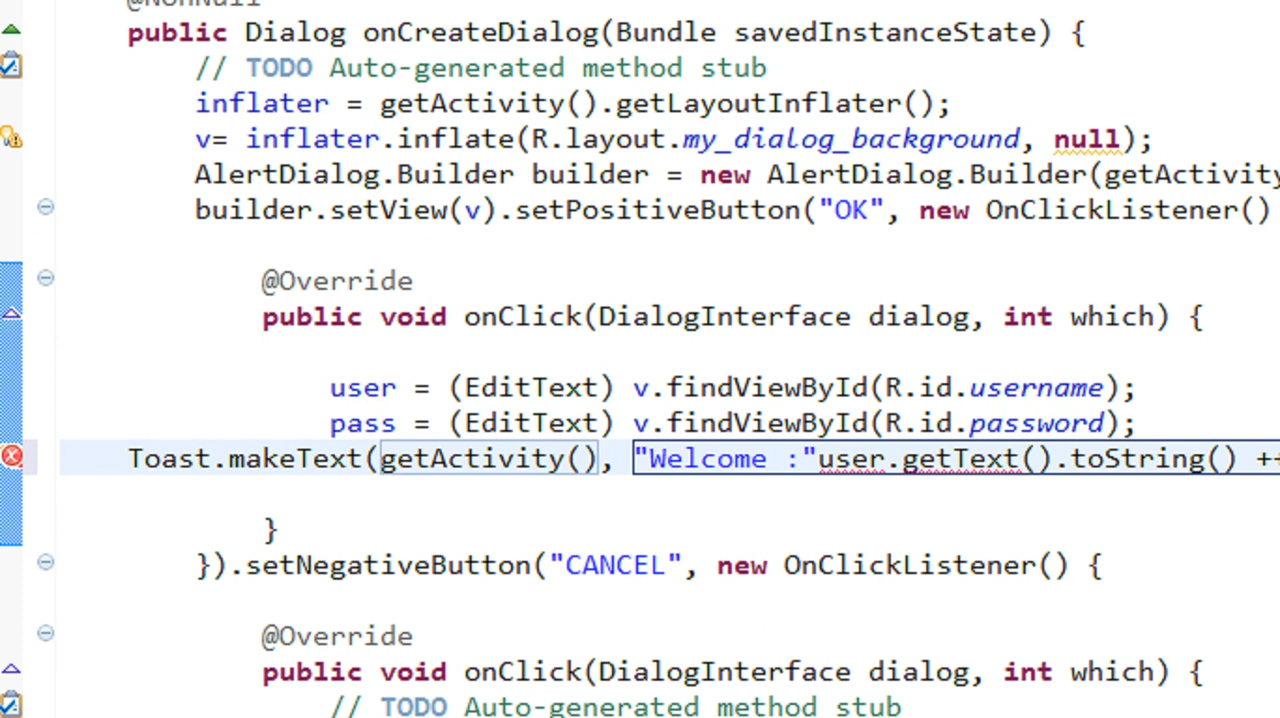 @NonNull
public Dialog onCreateDialog(Bundle savedInstanceState) {
// TODO Auto-generated method stub
inflater = getActivity().getLayoutInflater();
v= inflater.inflate(R.layout.my_dialog_background, null);
AlertDialog.Builder builder = new AlertDialog.Builder(getActivity
builder.setView(v).setPositiveButton("OK", new OnClickListener()
@Override
public void onClick(DialogInterface dialog, int which) {
user = (EditText) v.findViewById(R.id.username);
pass = (EditText) v.findViewById(R.id.password);
Toast.makeText(getActivity(), "Welcome :"user.getText().toString() ++
}
}).setNegativeButton("CANCEL", new OnClickListener() {
@Override
public void onClick(DialogInterface dialog, int which) {
// TODO Auto-generated method stub